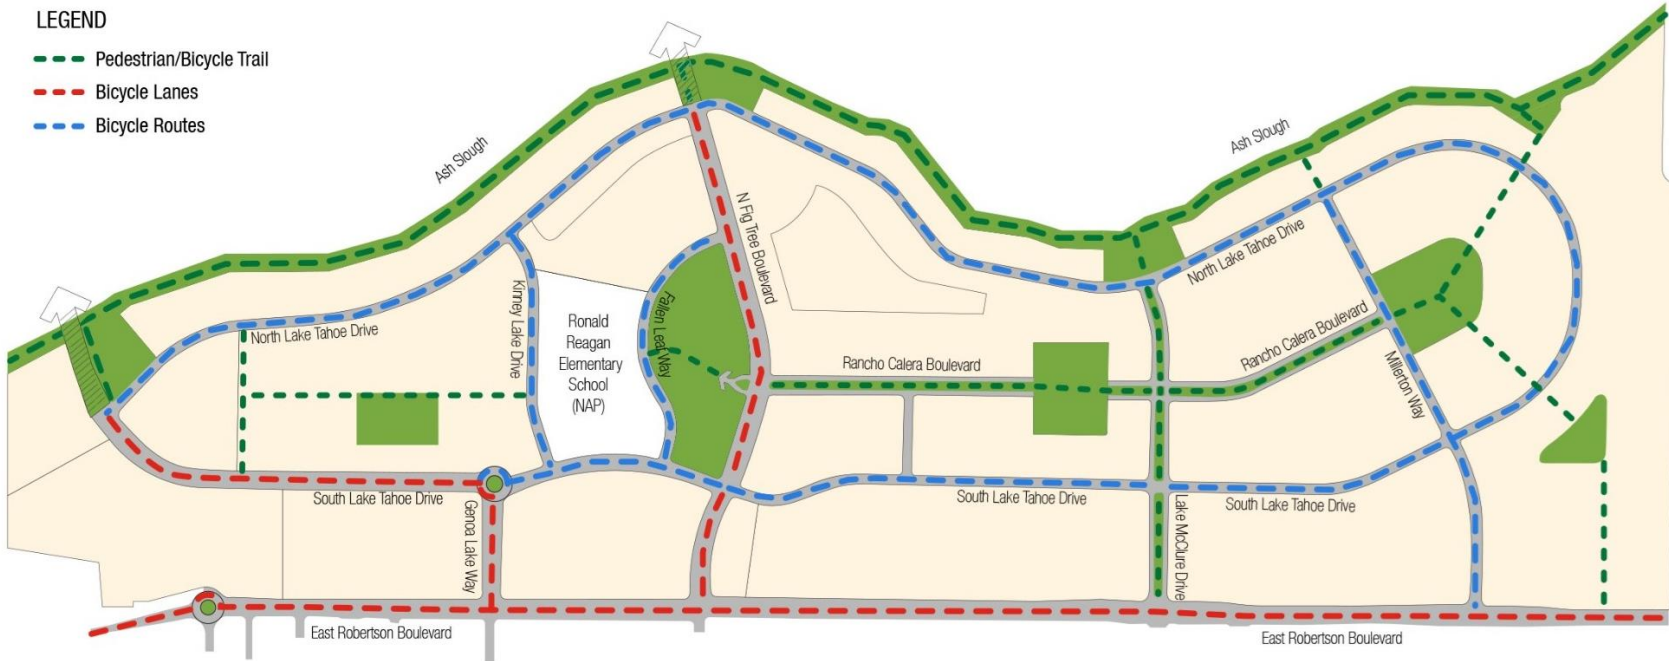 LEGEND
Pedestrian/Bicycle Trail
Bicycle Lanes
Bicycle Routes
Ash Slough
Ash Slough
N Fig Tree Boulevard
North Lake Tahoe Drive
North Lake Tahoe Drive
Kinney Lake Drive
Ronald
Reagan
Elementary
School
(NAP)
Fallen Leaf Way
Rancho Calera Boulevard
Rancho Calera Boulevard
Millerton Way
South Lake Tahoe Drive
South Lake Tahoe Drive
South Lake Tahoe Drive
Genoa Lake Way
Lake McClure Drive
East Robertson Boulevard
East Robertson Boulevard